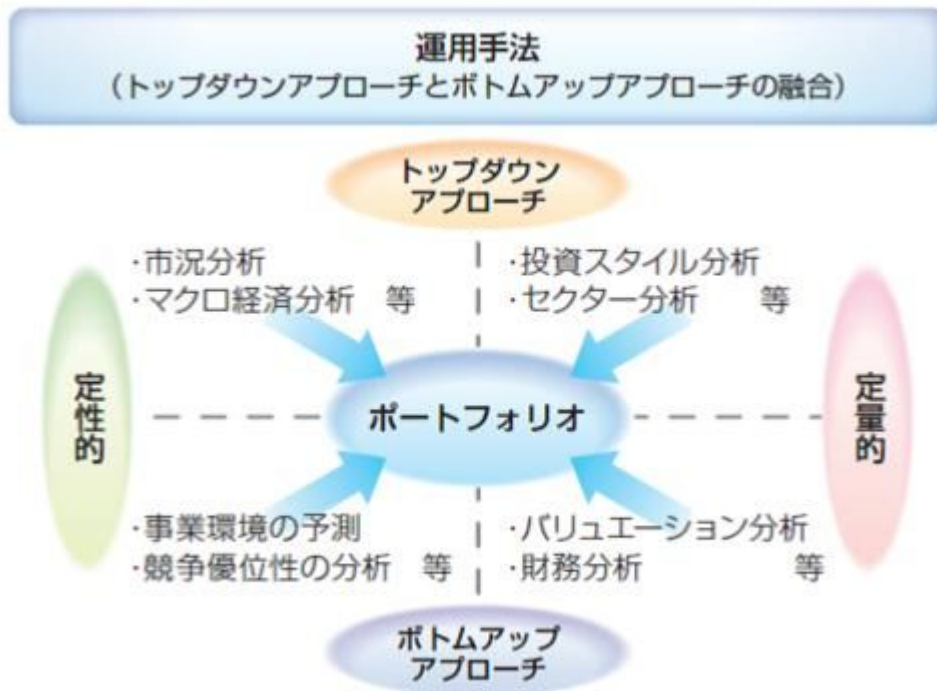 運用手法
(トップダウンアプローチとボトムアップアプローチの融合)
トップダウン
アプローチ
・市況分析
・マクロ経済分析 等
・投資スタイル分析
・セクター分析 等
定性的
ポートフォリオ
定量的
・事業環境の予測
・競争優位性の分析 等
・バリュエーション分析
・財務分析 等
ボトムアップ
アプローチ